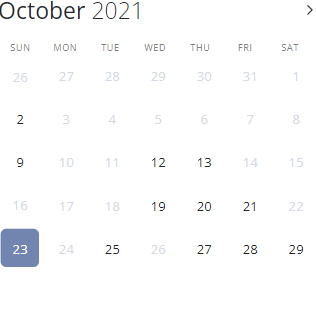 October 2021
SUN MON TUE WED THU FRI SAT
26 27 28 29 30 31 1
2 3 4 5 6 7 8
9 10 11 12 13 14 15
16 17 18 19 20 21 22
23 24 25 26 27 28 29